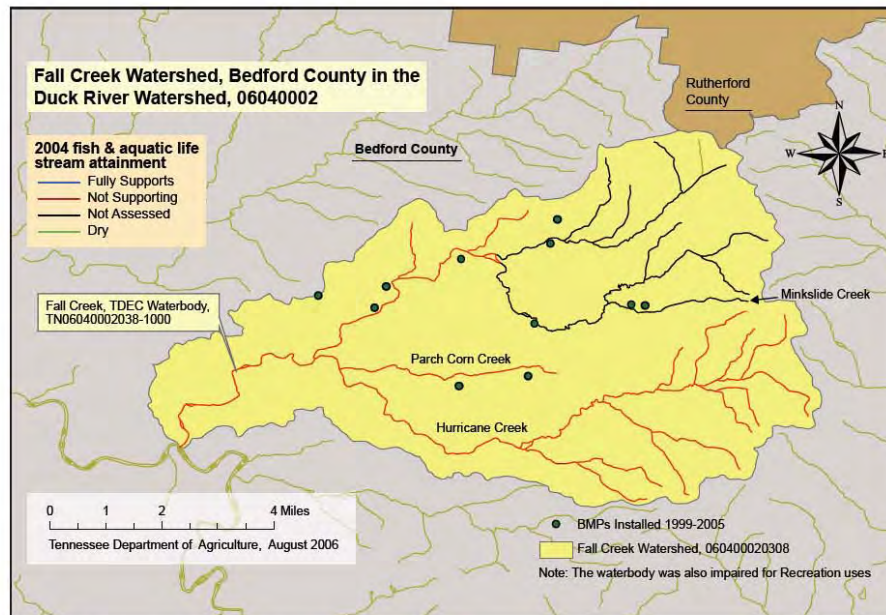 Fall Creek Watershed, Bedford County in the
Duck River Watershed, 06040002
Rutherford
County
N
W
E
S
2004 fish & aquatic life
stream attainment
Fully Supports
Not Supporting
Not Assessed
Dry
Bedford County
Minkslide Creek
Fall Creek, TDEC Waterbody,
TN06040002038-1000
Parch Corn Creek
Hurricane Creek
0 2 4 Miles
Tennessee Department of Agriculture, August 2006
BMPs Installed 1999-2005
Fall Creek Watershed, 060400020308
Note: The waterbody was also impaired for Recreation uses